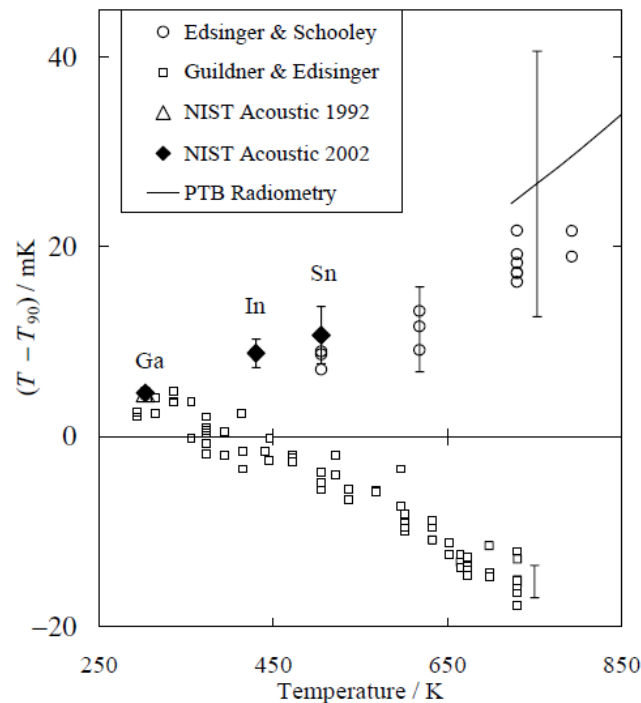 40
Edsinger & Schooley
Guildner & Edisinger
NIST Acoustic 1992
NIST Acoustic 2002
PTB Radiometry
20
Sn
In
Ga
(T − T90) / mK
0
−20
250 450 650 850
Temperature / K